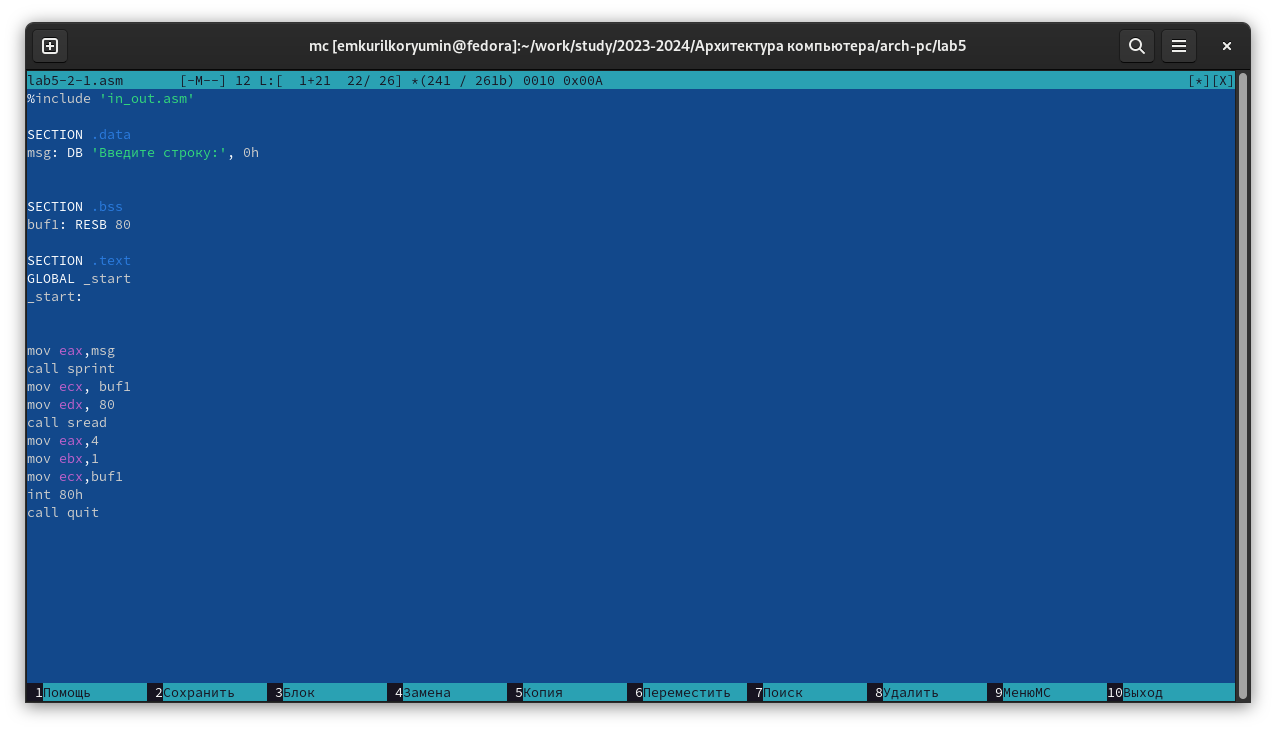 mc [emkurilkoryumin@fedora]:~/work/study/2023-2024/Архитектура компьютера/arch-pc/lab5
lab5-2-1.asm       [-M--] 12 L:[  1+21  22/ 26] *(241 / 261b) 0010 0x00A [*][X]
%include 'in_out.asm'
SECTION .data
msg: DB 'Введите строку:', 0h
SECTION .bss
buf1: RESB 80
SECTION .text
GLOBAL _start
_start:
mov eax,msg
call sprint
mov ecx, buf1
mov edx, 80
call sread
mov eax,4
mov ebx,1
mov ecx,buf1
int 80h
call quit
1Помощь 2Сохранить 3Блок 4Замена 5Копия 6Переместить 7Поиск 8Удалить 9МенюMC 10Выход